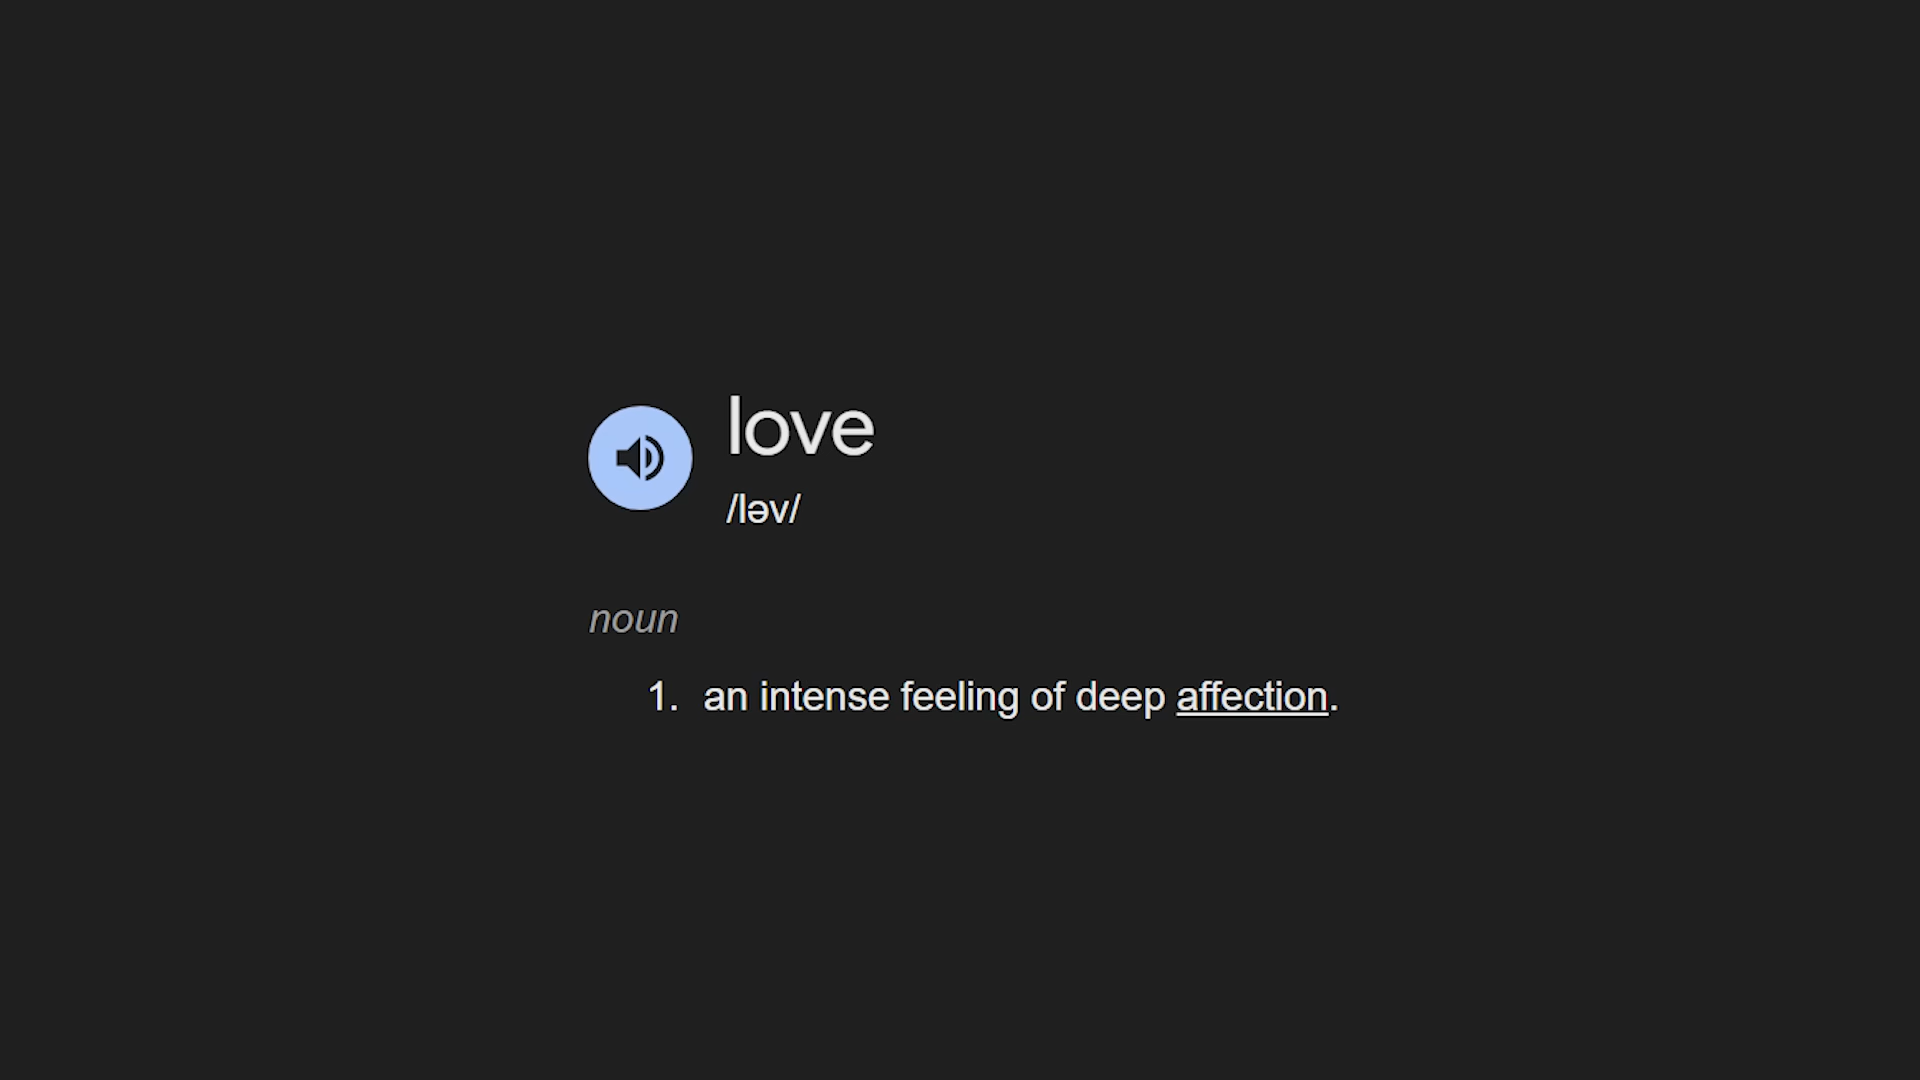 love
/ləv/
noun
1. an intense feeling of deep affection.